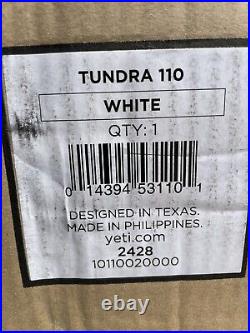 TUNDRA 110
WHITE
QTY: 1
0 14394 53110 1
DESIGNED IN TEXAS.
MADE IN PHILIPPINES.
yeti.com
2428
10110020000